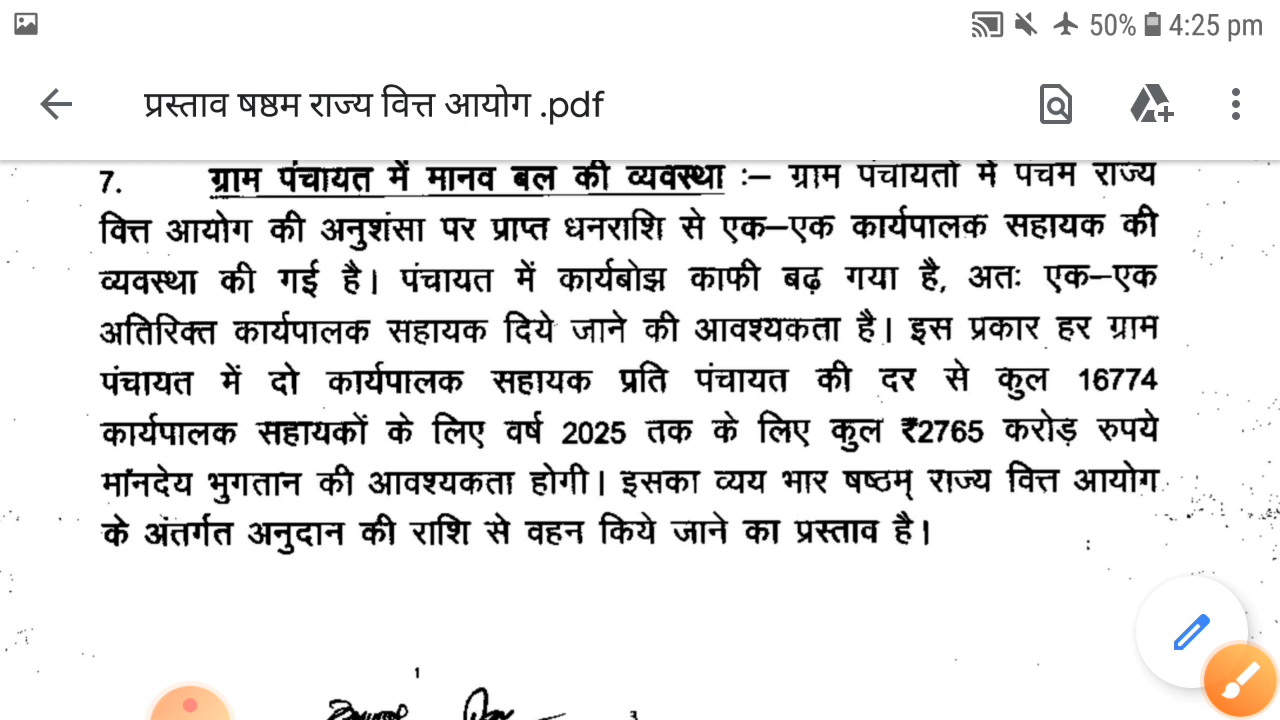 50% 4:25 pm
प्रस्ताव षष्ठम राज्य वित्त आयोग .pdf
7. ग्राम पंचायत में मानव बल की व्यवस्था :– ग्राम पंचायतों में पंचम राज्य
वित्त आयोग की अनुशंसा पर प्राप्त धनराशि से एक–एक कार्यपालक सहायक की
व्यवस्था की गई है। पंचायत में कार्यबोझ काफी बढ़ गया है, अतः एक–एक
अतिरिक्त कार्यपालक सहायक दिये जाने की आवश्यकता है। इस प्रकार हर ग्राम
पंचायत में दो कार्यपालक सहायक प्रति पंचायत की दर से कुल 16774
कार्यपालक सहायकों के लिए वर्ष 2025 तक के लिए कुल ₹2765 करोड़ रुपये
मांनदेय भुगतान की आवश्यकता होगी। इसका व्यय भार षष्ठम् राज्य वित्त आयोग
के अंतर्गत अनुदान की राशि से वहन किये जाने का प्रस्ताव है।
1